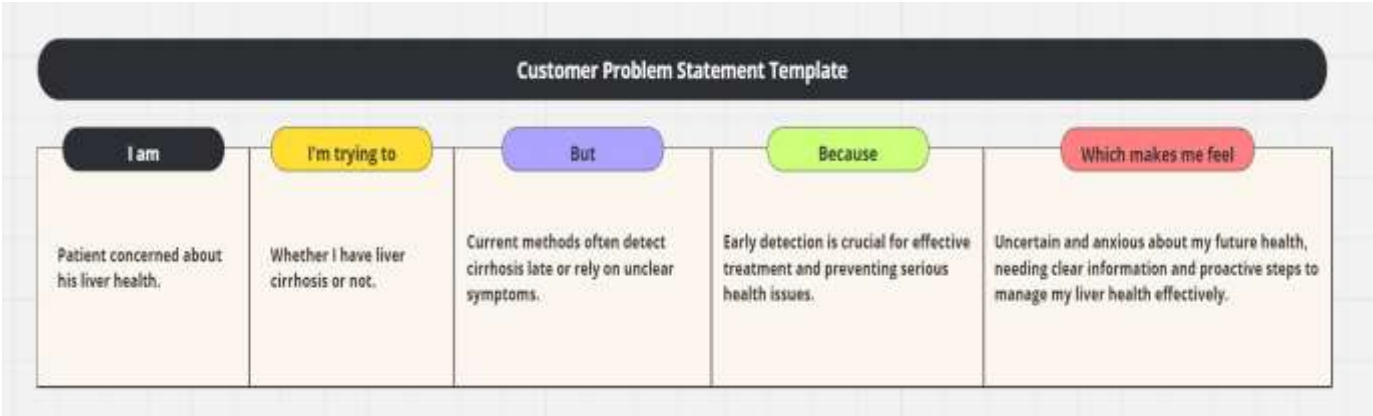 Customer Problem Statement Template
I am
Patient concerned about
his liver health.
I'm trying to
Whether I have liver
cirrhosis or not.
But
Current methods often detect
cirrhosis late or rely on unclear
symptoms.
Because
Early detection is crucial for effective
treatment and preventing serious
health issues.
Which makes me feel
Uncertain and anxious about my future health,
needing clear information and proactive steps to
manage my liver health effectively.